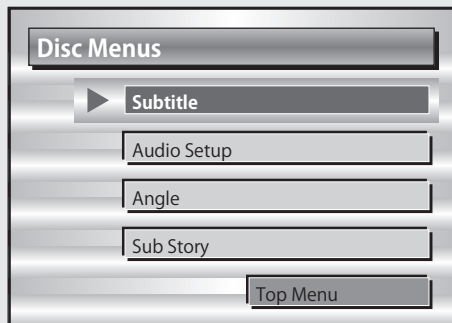 Disc Menus
Subtitle
Audio Setup
Angle
Sub Story
Top Menu